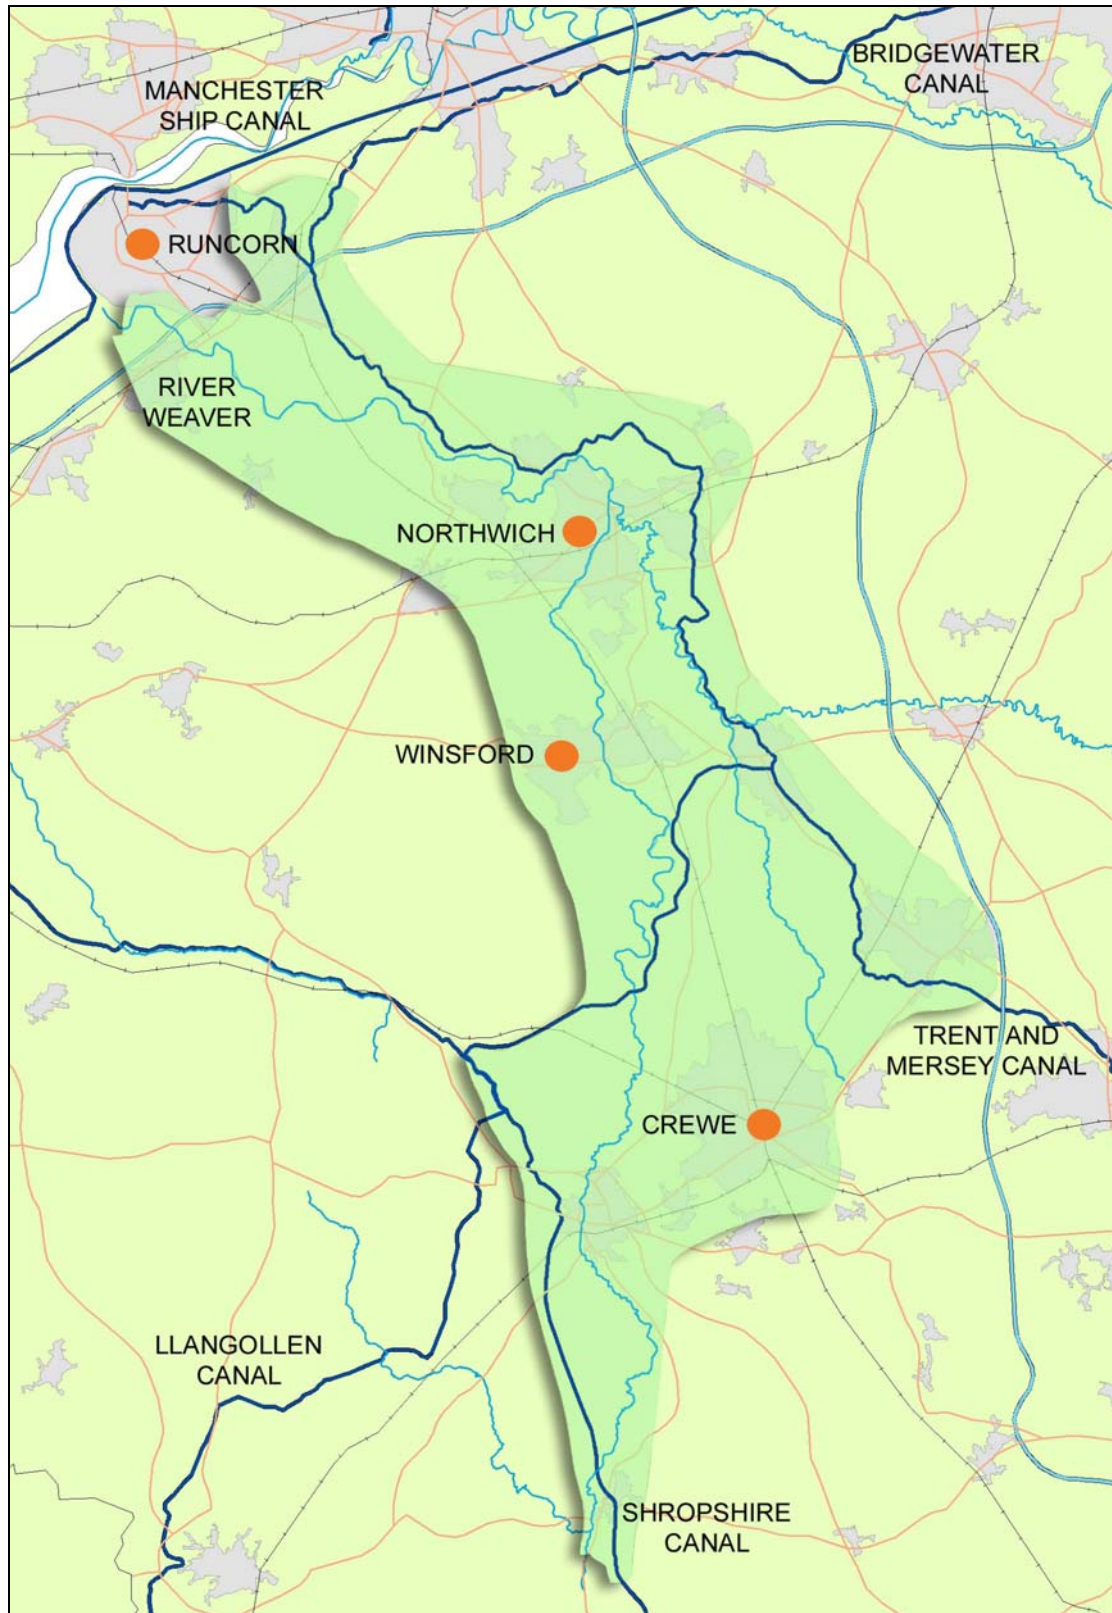 BRIDGEWATER
CANAL
MANCHESTER
SHIP CANAL
RUNCORN
RIVER
WEAVER
NORTHWICH
WINSFORD
TRENT AND
MERSEY CANAL
CREWE
LLANGOLLEN
CANAL
SHROPSHIRE
CANAL